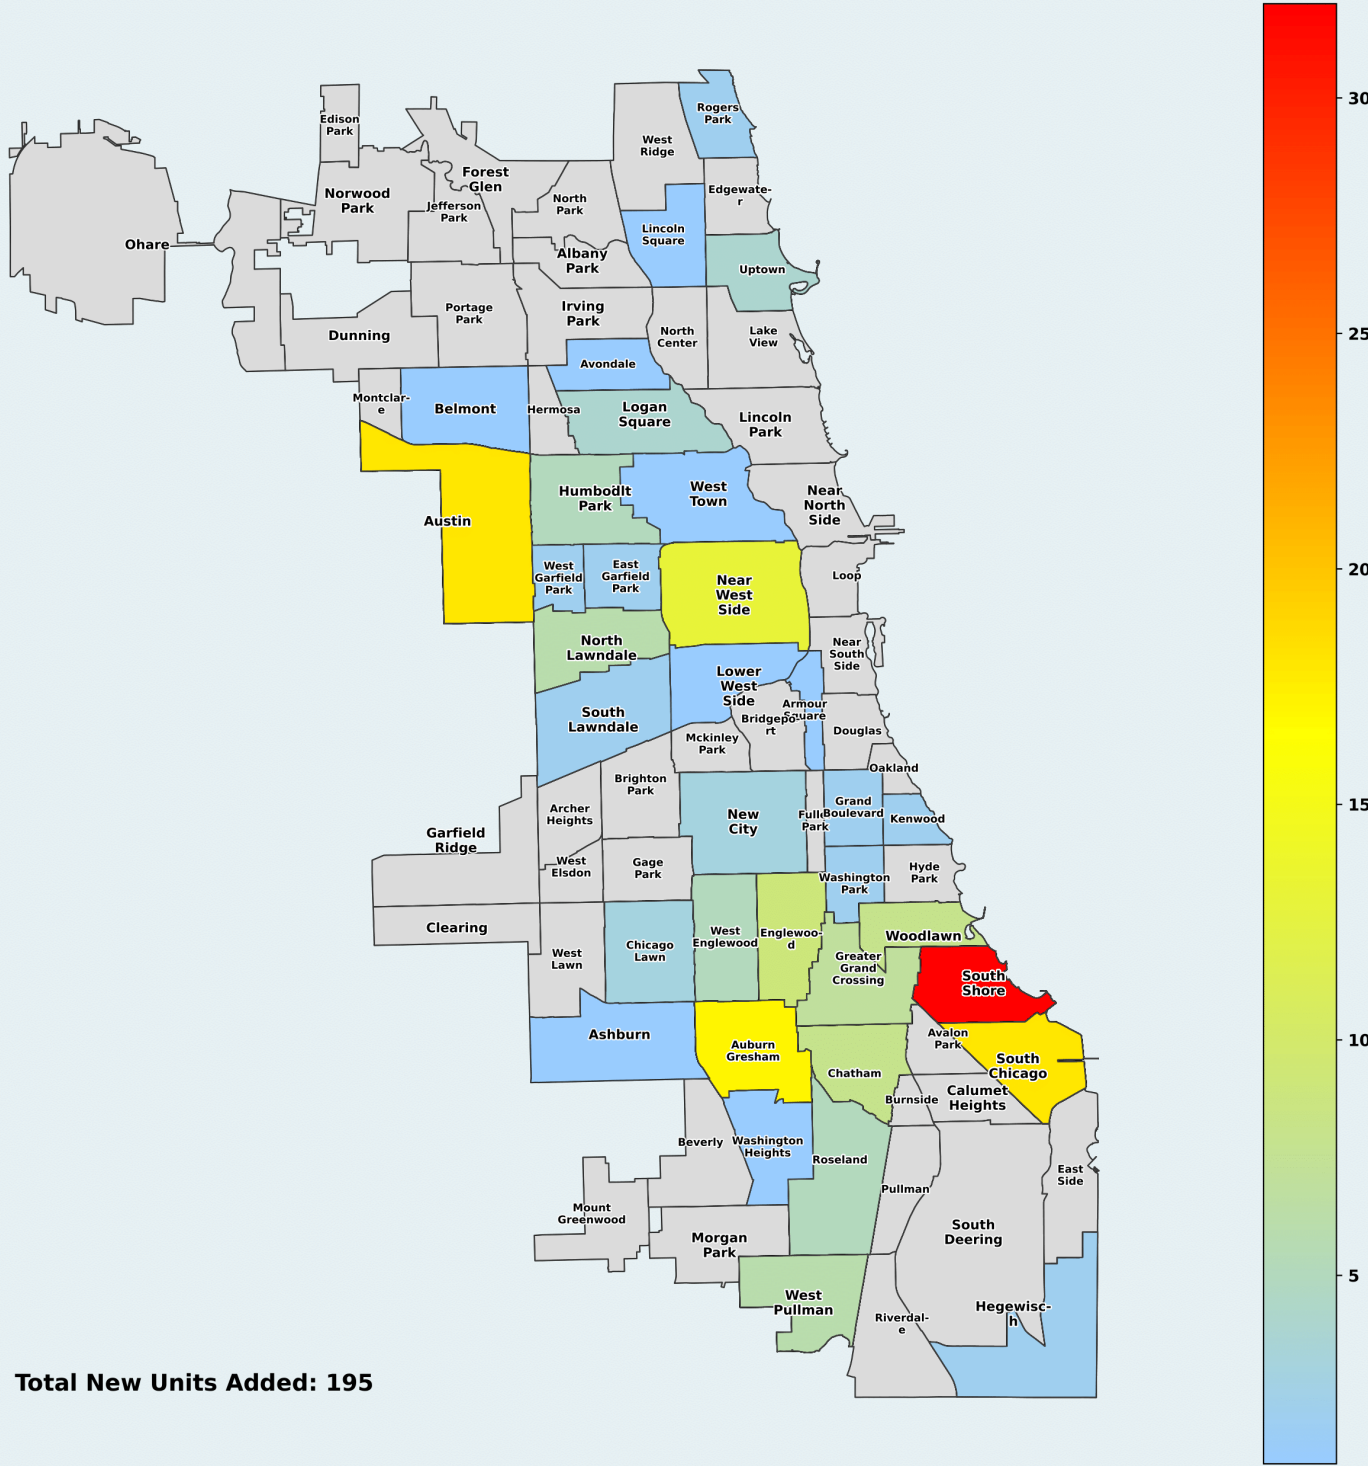 Rogers
Park
30
Edison
Park
West
Ridge
Forest
Glen
Edgewate-
r
Norwood
Park
North
Park
Jefferson
Park
Lincoln
Square
Ohare
Albany
Park
Uptown
Portage
Park
Irving
Park
25
Dunning
North
Center
Lake
View
Avondale
Montclar-
e
Belmont
Hermosa
Logan
Square
Lincoln
Park
Humbodlt
Park
West
Town
Near
North
Side
Austin
West
Garfield
Park
East
Garfield
Park
Near
West
Side
Loop
20
North
Lawndale
Near
South
Side
Lower
West
Side
South
Lawndale
Armour
Square
Bridgepo-
rt
Douglas
Mckinley
Park
Oakland
Brighton
Park
15
Archer
Heights
New
City
Fuller
Park
Grand
Boulevard
Kenwood
Garfield
Ridge
West
Elsdon
Gage
Park
Washington
Park
Hyde
Park
Clearing
West
Lawn
Chicago
Lawn
West
Englewood
Englewoo-
d
Woodlawn
Greater
Grand
Crossing
South
Shore
Ashburn
Auburn
Gresham
Avalon
Park
10
South
Chicago
Chatham
Calumet
Heights
Burnside
Beverly
Washington
Heights
Roseland
East
Side
Pullman
Mount
Greenwood
Morgan
Park
South
Deering
5
West
Pullman
Riverdal-
e
Hegewisc-
h
Total New Units Added: 195